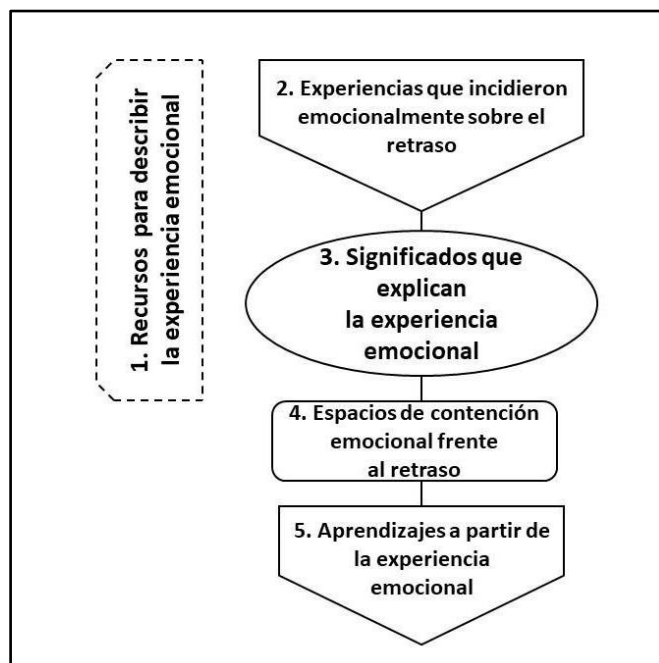 1. Recursos para describir
la experiencia emocional
2. Experiencias que incidieron
emocionalmente sobre el
retraso
3. Significados que
explican
la experiencia
emocional
4. Espacios de contención
emocional frente
al retraso
5. Aprendizajes a partir de
la experiencia
emocional